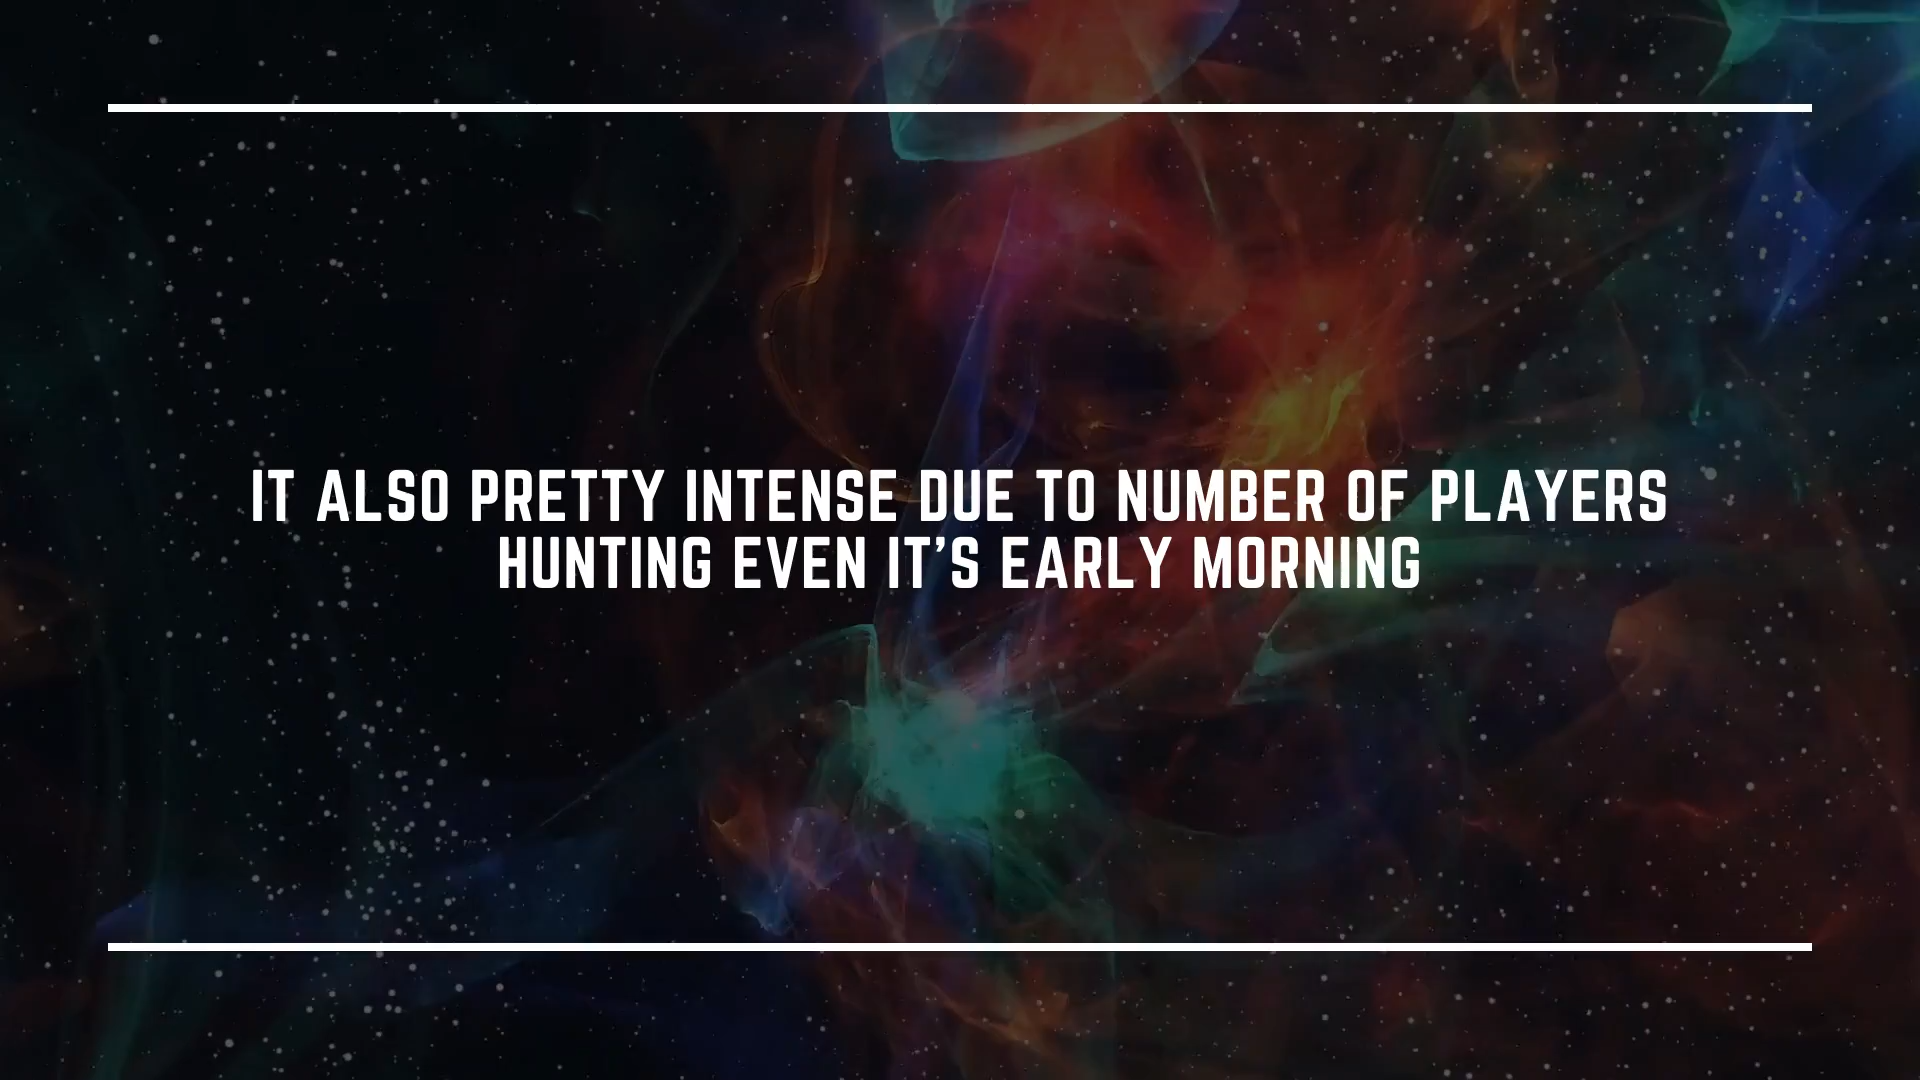 IT ALSO PRETTY INTENSE DUE TO NUMBER OF PLAYERS
HUNTING EVEN IT'S EARLY MORNING